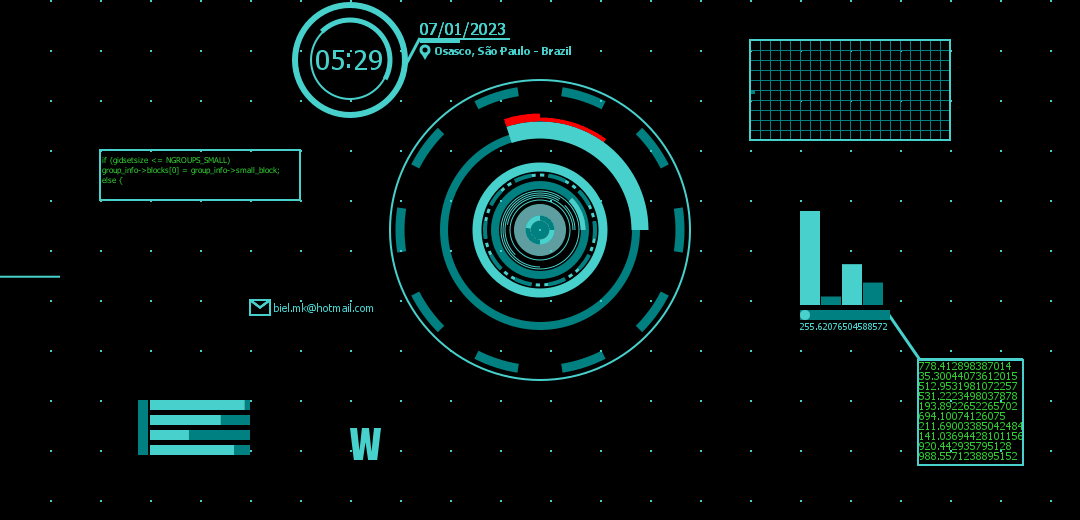 05:29
07/01/2023
Osasco, São Paulo - Brazil
if (gidsetsize <= NGROUPS_SMALL)
group_info->blocks[0] = group_info->small_block;
else {
biel.mk@hotmail.com
255.62076504588572
778.412898387014
35.30044073612015
512.9531981072257
531.2223498037878
193.8922652265702
694.10074126075
211.69003385042484
141.03694428101156
920.442935795128
988.5571238895152
W